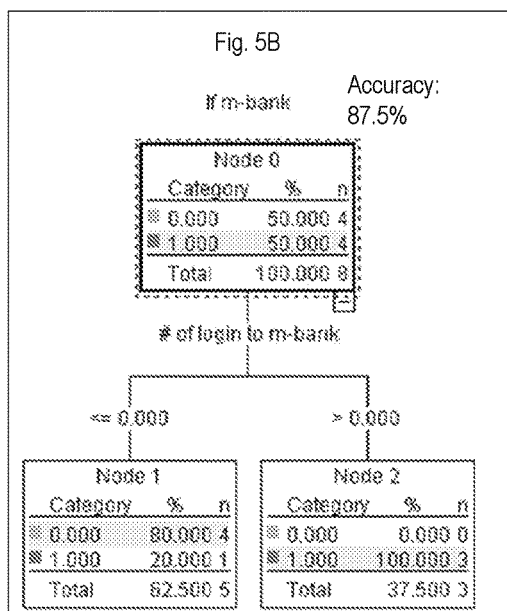 Fig. 5B
If m-bank
Accuracy:
87.5%
Node 0
Category % n
0.000 50.000 4
1.000 50.000 4
Total 100.000 8
# of login to m-bank
<= 0.000
> 0.000
Node 1
Category % n
0.000 80.000 4
1.000 20.000 1
Total 62.500 5
Node 2
Category % n
0.000 0.000 0
1.000 100.000 3
Total 37.500 3